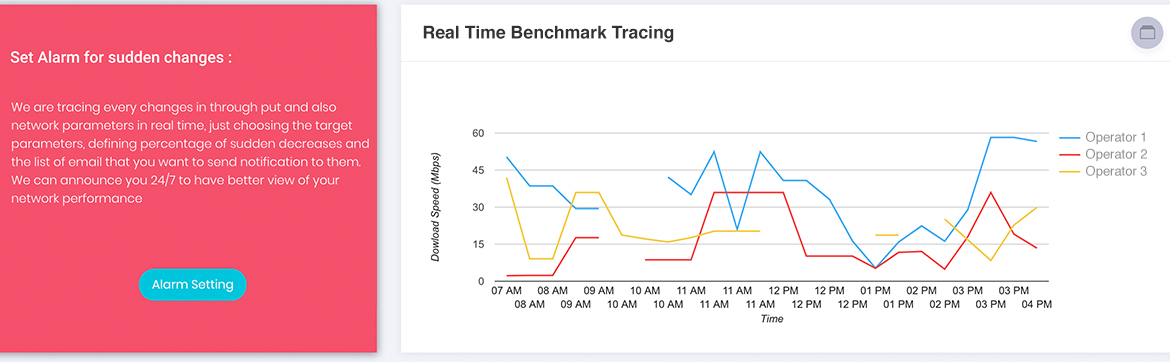 Set Alarm for sudden changes :
We are tracing every changes in through put and also
network parameters in real time, just choosing the target
parameters, defining percentage of sudden decreases and
the list of email that you want to send notification to them.
We can announce you 24/7 to have better view of your
network performance
Alarm Setting
Real Time Benchmark Tracing
Dowload Speed (Mbps)
60
45
30
15
0
07 AM 08 AM 09 AM 10 AM 11 AM 11 AM 12 PM 12 PM 01 PM 02 PM 03 PM 03 PM
08 AM 09 AM 10 AM 10 AM 11 AM 11 AM 12 PM 12 PM 01 PM 02 PM 03 PM 04 PM
Time
Operator 1
Operator 2
Operator 3